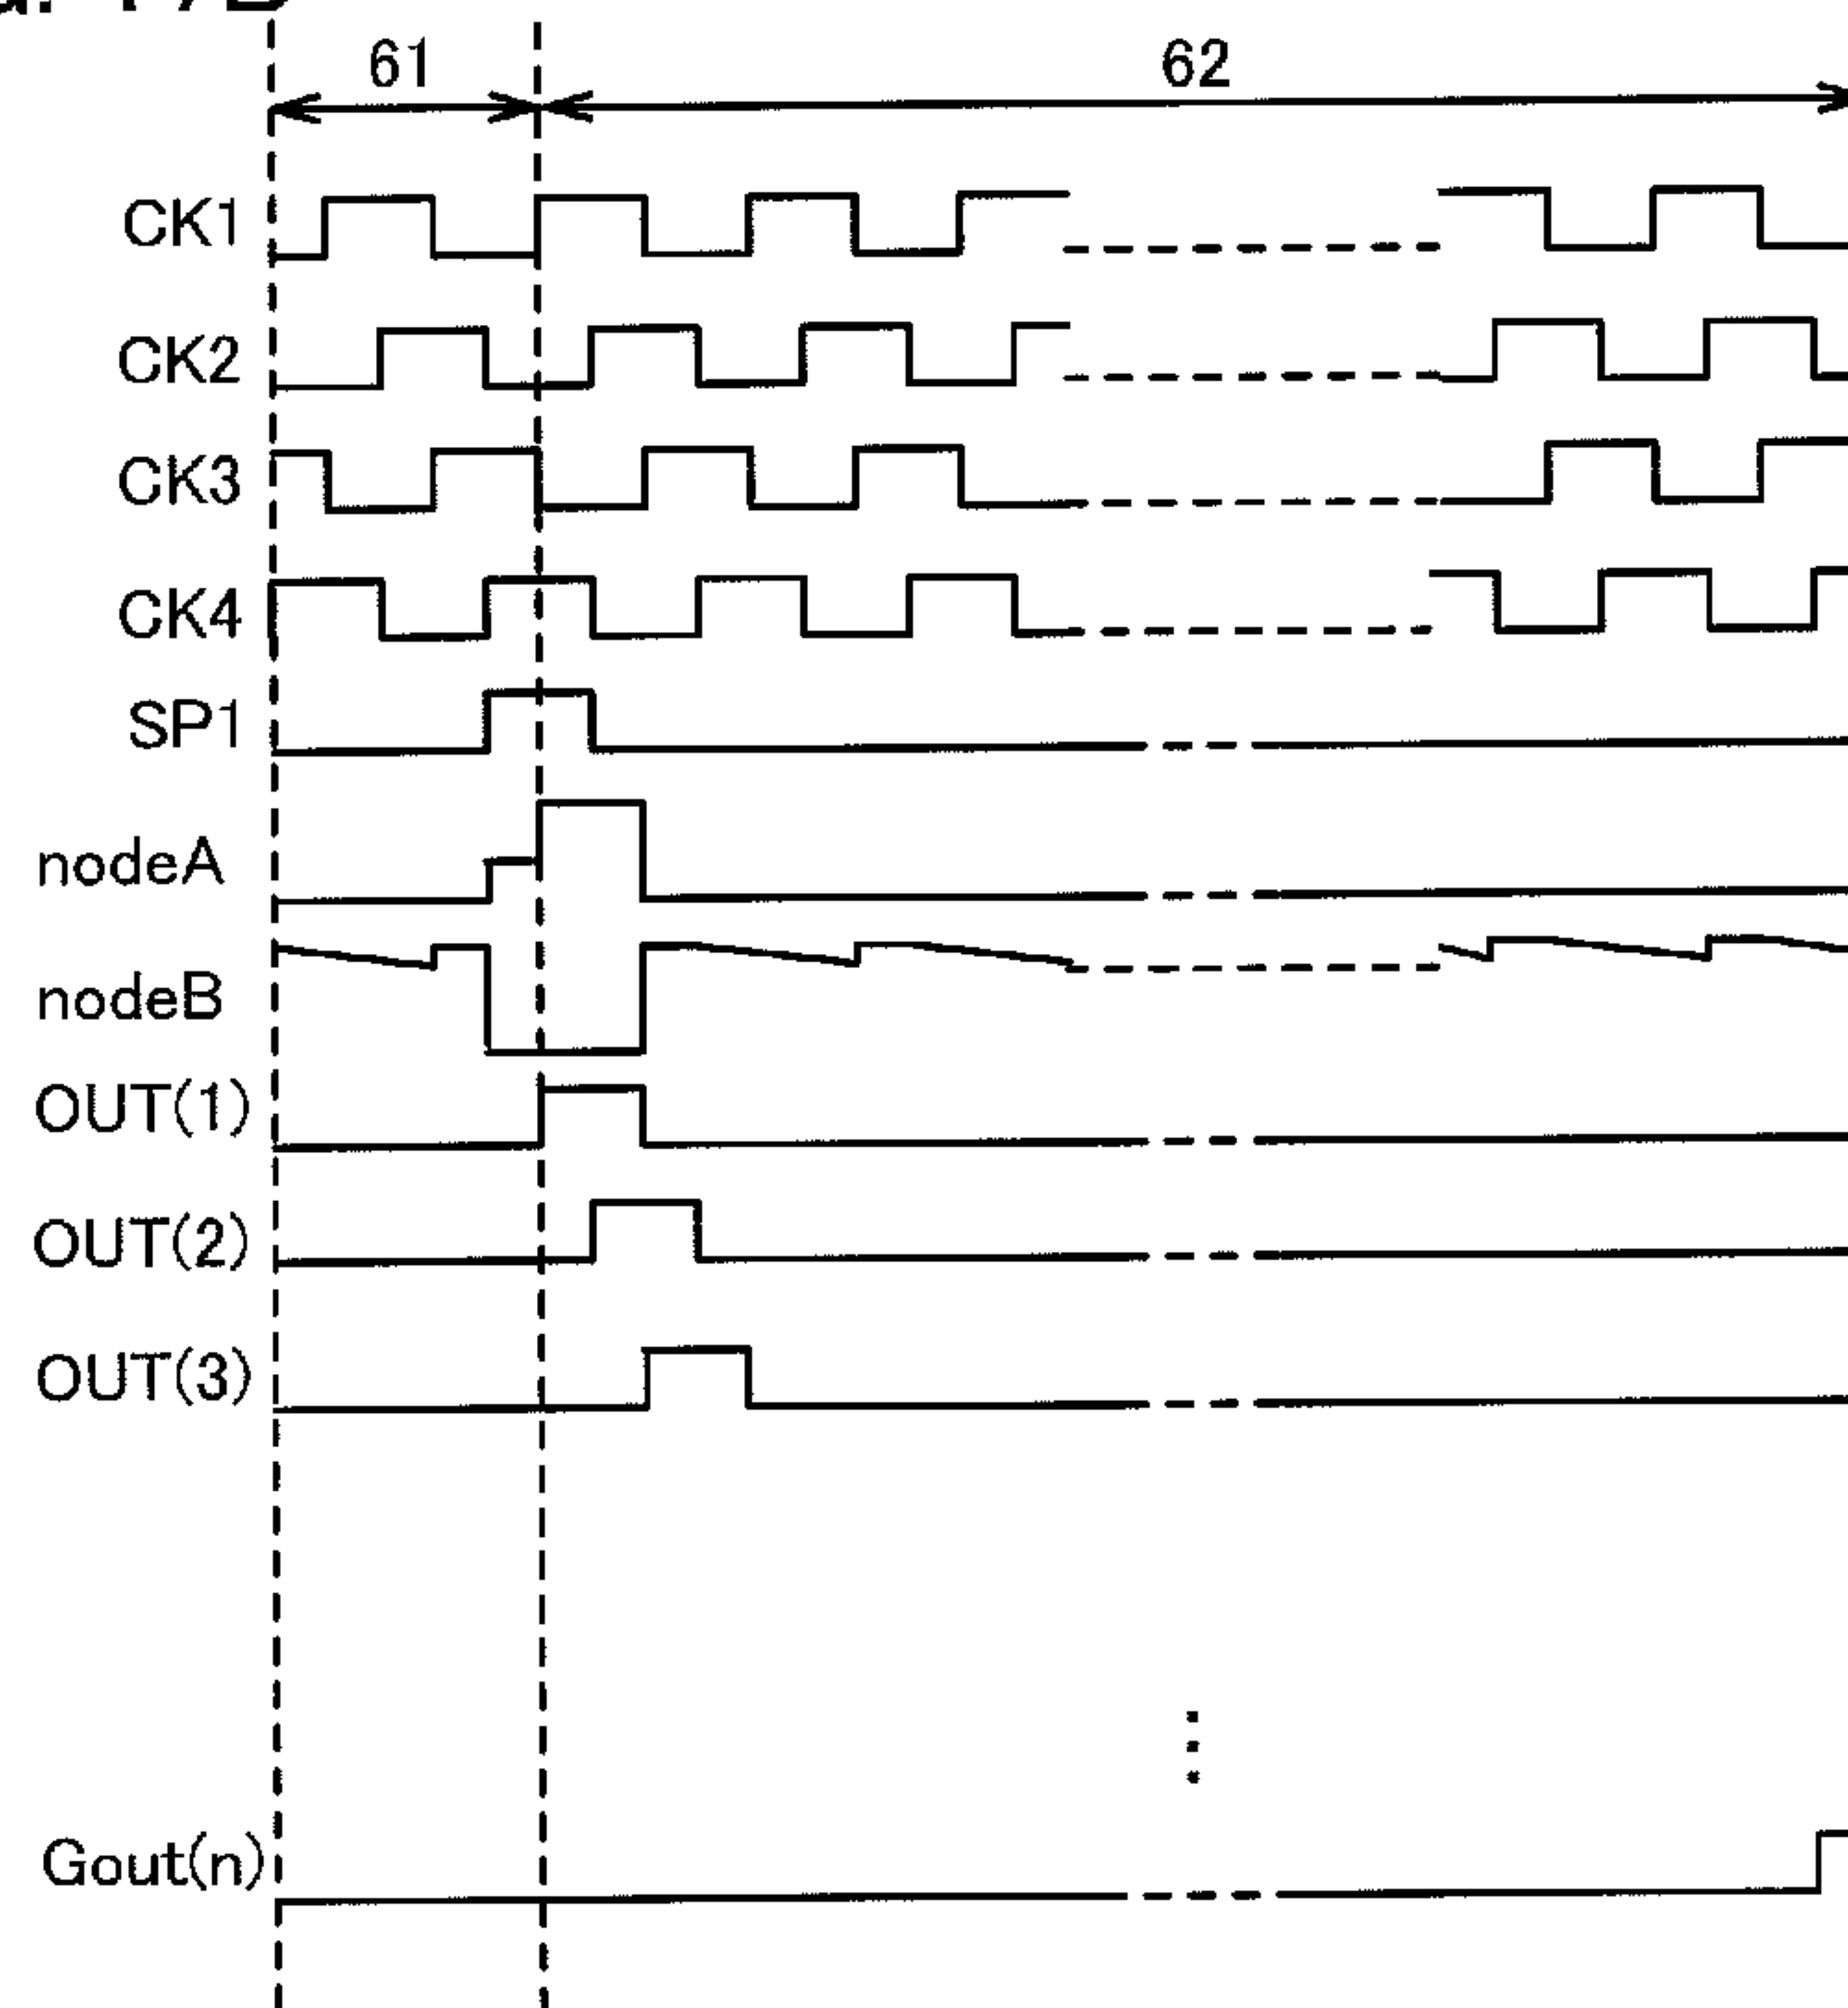 61 62
CK1
CK2
CK3
CK4
SP1
nodeA
nodeB
OUT(1)
OUT(2)
OUT(3)
Gout(n)